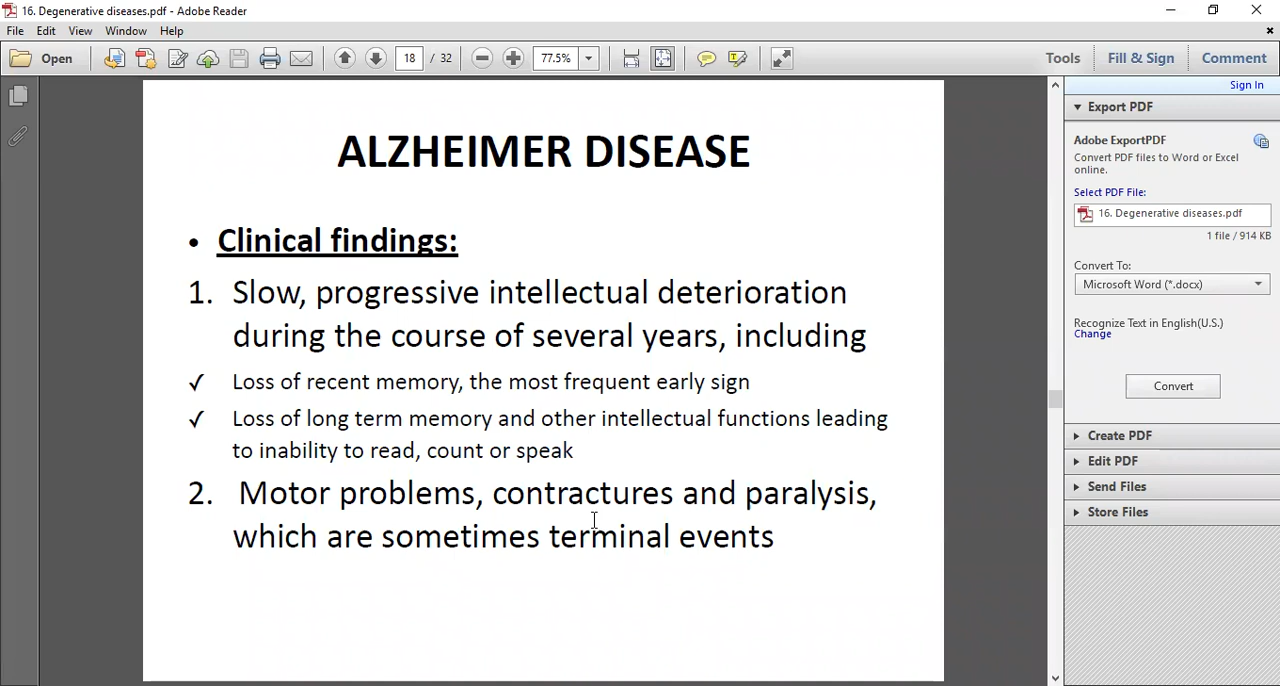 16. Degenerative diseases.pdf - Adobe Reader
File Edit View Window Help
Open 18 / 32 77.5% Tools Fill & Sign Comment
Sign In
ALZHEIMER DISEASE
• Clinical findings:
1. Slow, progressive intellectual deterioration
during the course of several years, including
✓ Loss of recent memory, the most frequent early sign
✓ Loss of long term memory and other intellectual functions leading
to inability to read, count or speak
2. Motor problems, contractures and paralysis,
which are sometimes terminal events
Export PDF
Adobe ExportPDF
Convert PDF files to Word or Excel
online.
Select PDF File:
16. Degenerative diseases.pdf
1 file / 914 KB
Convert To:
Microsoft Word (*.docx)
Recognize Text in English(U.S.)
Change
Convert
Create PDF
Edit PDF
Send Files
Store Files